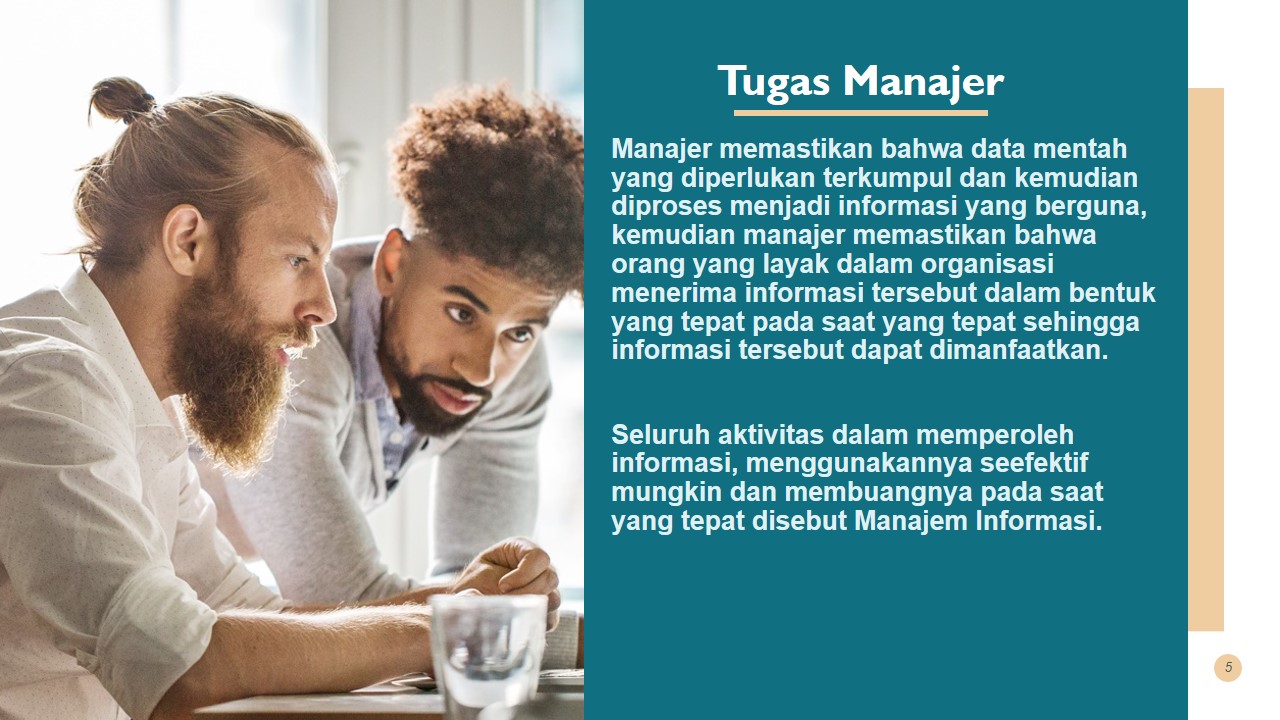 Tugas Manajer
Manajer memastikan bahwa data mentah
yang diperlukan terkumpul dan kemudian
diproses menjadi informasi yang berguna,
kemudian manajer memastikan bahwa
orang yang layak dalam organisasi
menerima informasi tersebut dalam bentuk
yang tepat pada saat yang tepat sehingga
informasi tersebut dapat dimanfaatkan.
Seluruh aktivitas dalam memperoleh
informasi, menggunakannya seefektif
mungkin dan membuangnya pada saat
yang tepat disebut Manajem Informasi.
5